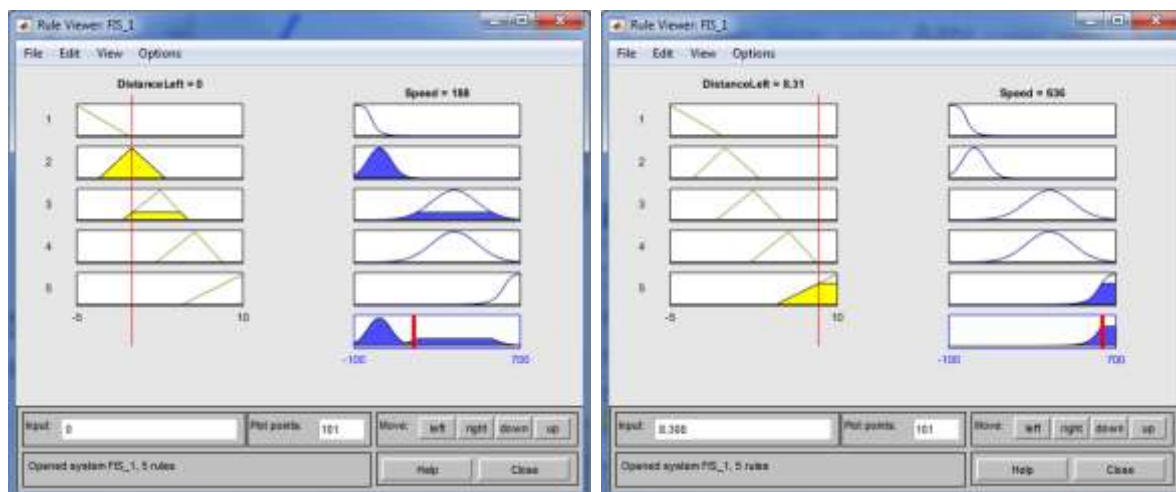 Rule Viewer: FIS_1
File Edit View Options
DistanceLeft = 0
Speed = 188
1
2
3
4
5
-5
10
-100
700
Input:
0
Plot points:
101
Move:
left
right
down
up
Opened system FIS_1, 5 rules
Help
Close
Rule Viewer: FIS_1
File Edit View Options
DistanceLeft = 8.31
Speed = 636
1
2
3
4
5
-5
10
-100
700
Input:
8.308
Plot points:
101
Move:
left
right
down
up
Opened system FIS_1, 5 rules
Help
Close